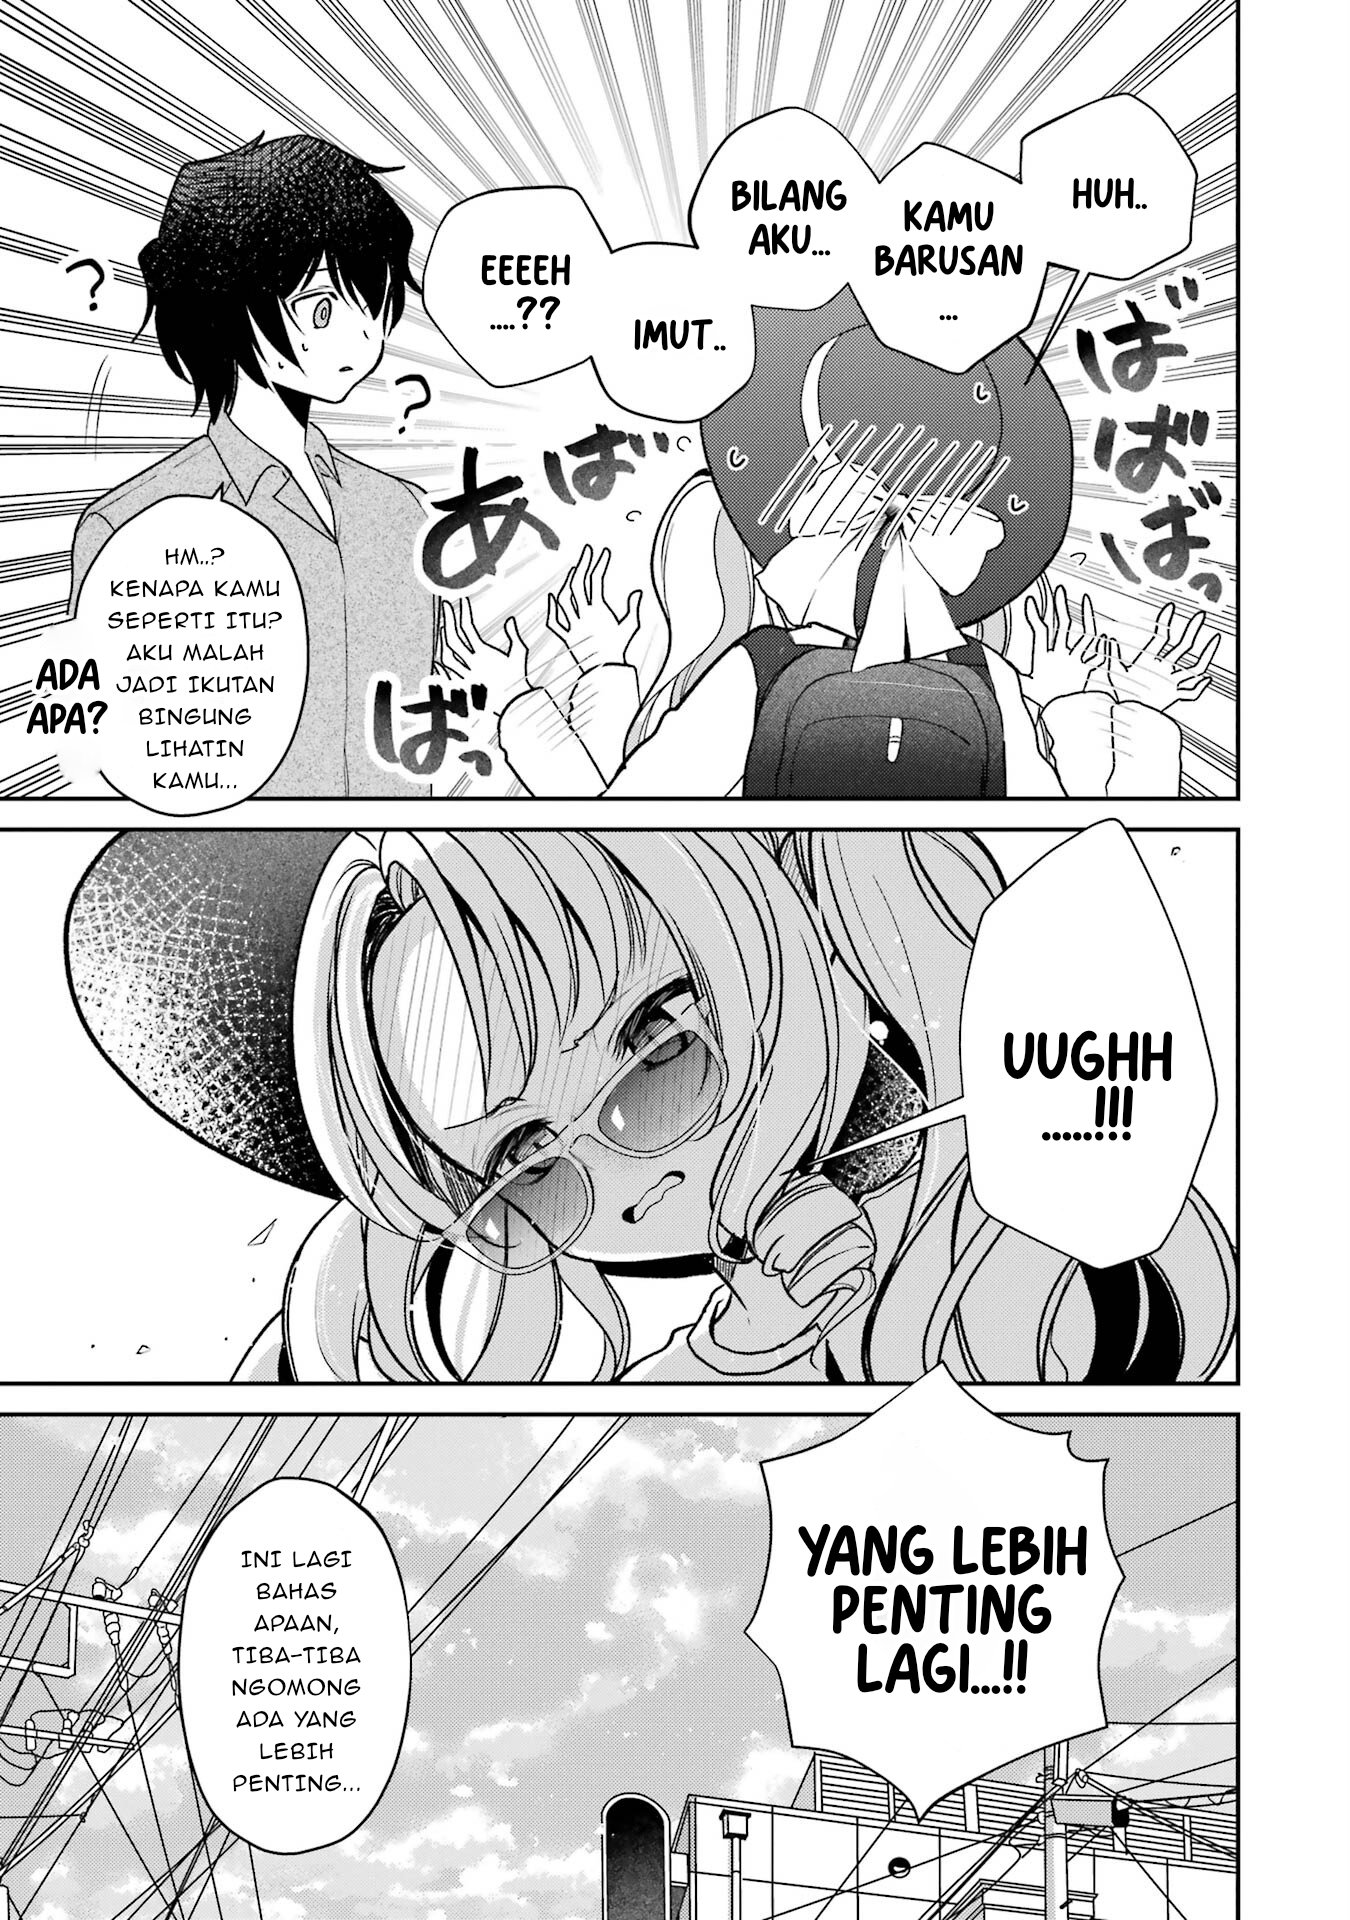 HUH..
KAMU
BARUSAN
...
BILANG
AKU...
IMUT..
EEEEH
....??
ばばばっ
あばばっ
?
?
HM..?
KENAPA KAMU
SEPERTI ITU?
AKU MALAH
JADI IKUTAN
BINGUNG
LIHATIN
KAMU...
ADA
APA?
UUGHH
.....!!!
YANG LEBIH
PENTING
LAGI...!!
INI LAGI
BAHAS
APAAN,
TIBA-TIBA
NGOMONG
ADA YANG
LEBIH
PENTING...